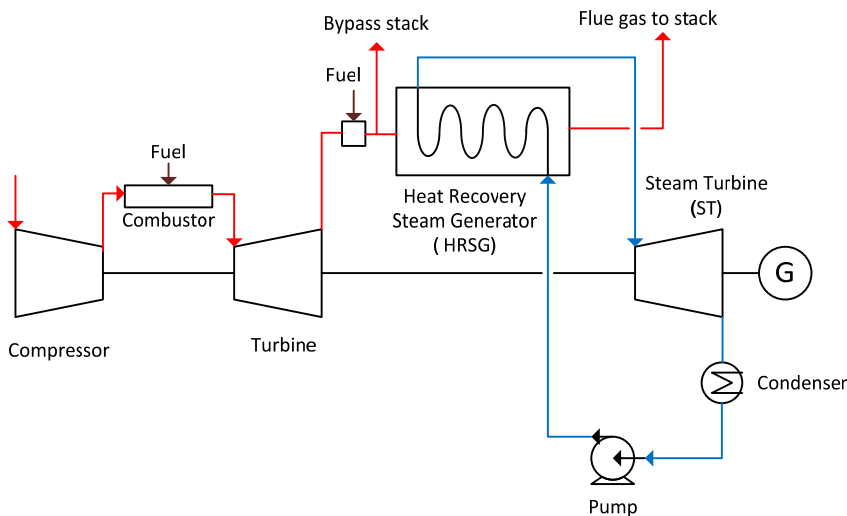 Bypass stack
Flue gas to stack
Fuel
Fuel
Combustor
Heat Recovery
Steam Generator
( HRSG)
Steam Turbine
(ST)
G
Compressor
Turbine
Condenser
Pump